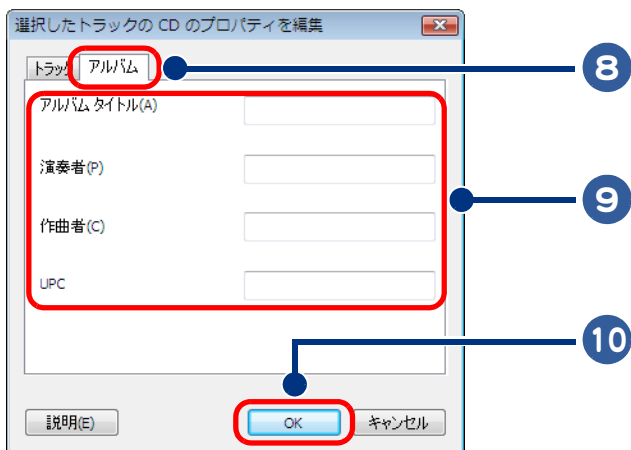 選択したトラックの CD のプロパティを編集
トラック アルバム
8
アルバム タイトル(A)
演奏者(P)
9
作曲者(C)
UPC
10
説明(E) OK キャンセル